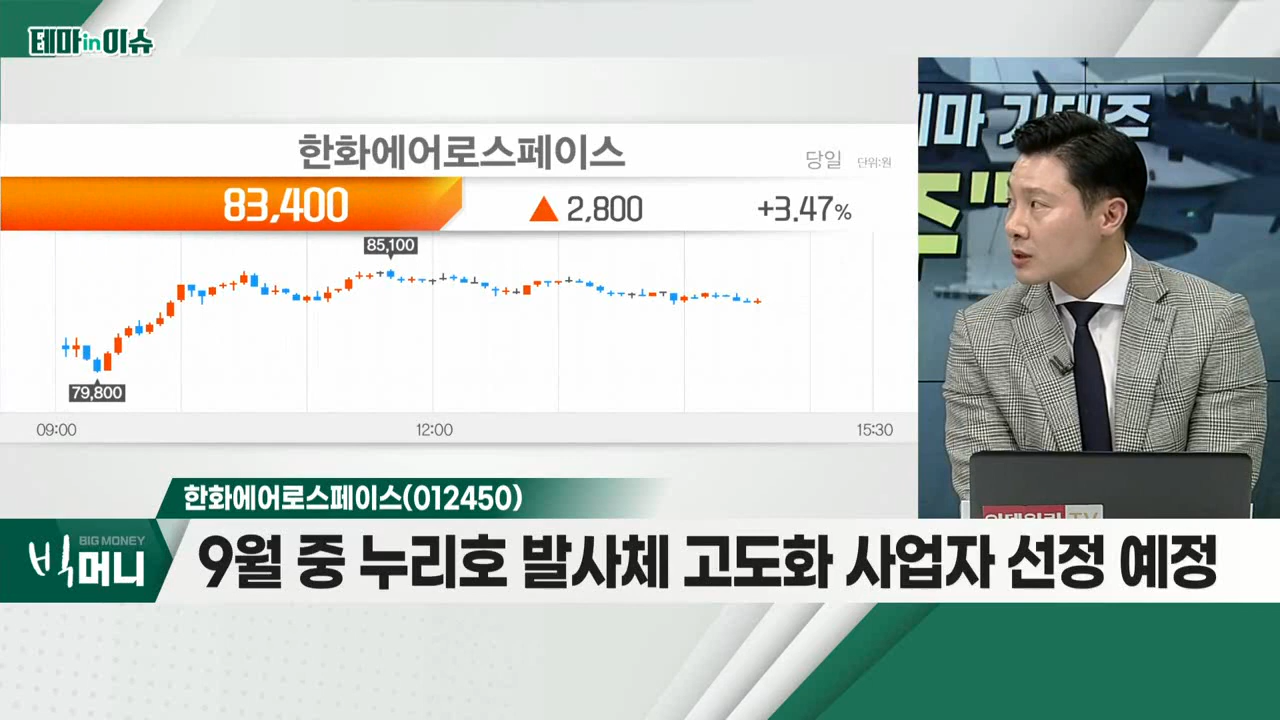 테마in이슈
한화에어로스페이스
당일 단위:원
83,400 ▲ 2,800 +3.47%
85,100
79,800
09:00 12:00 15:30
한화에어로스페이스(012450)
BIG MONEY
빅머니
9월 중 누리호 발사체 고도화 사업자 선정 예정